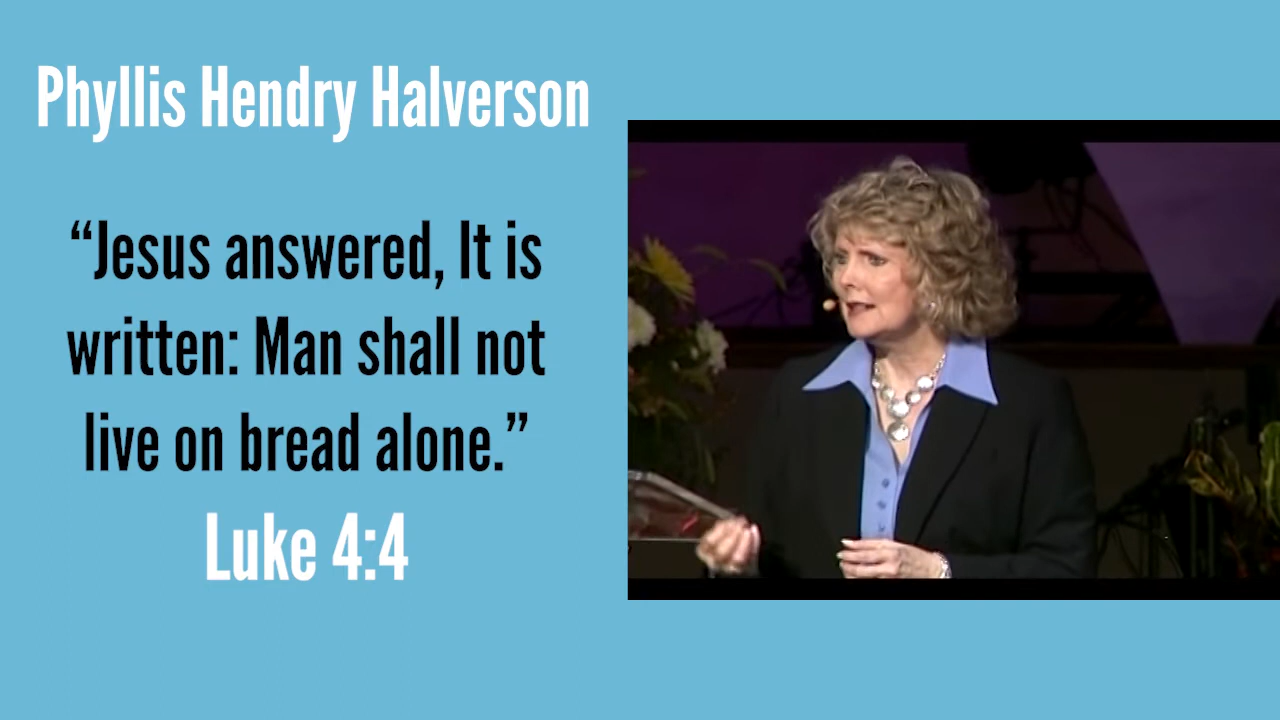 Phyllis Hendry Halverson
“Jesus answered, It is
written: Man shall not
live on bread alone.”
Luke 4:4